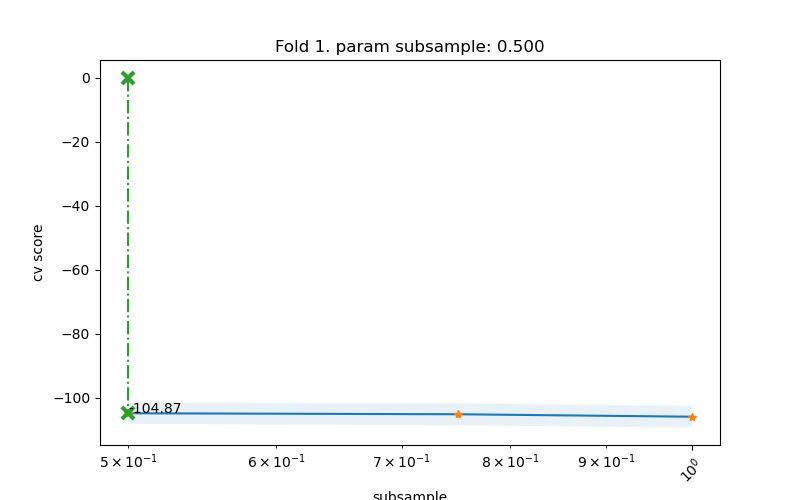 Fold 1. param subsample: 0.500
cv score
0
−20
−40
−60
−80
−100
-104.87
5 × 10⁻¹
6 × 10⁻¹
7 × 10⁻¹
8 × 10⁻¹
9 × 10⁻¹
10⁰
subsample